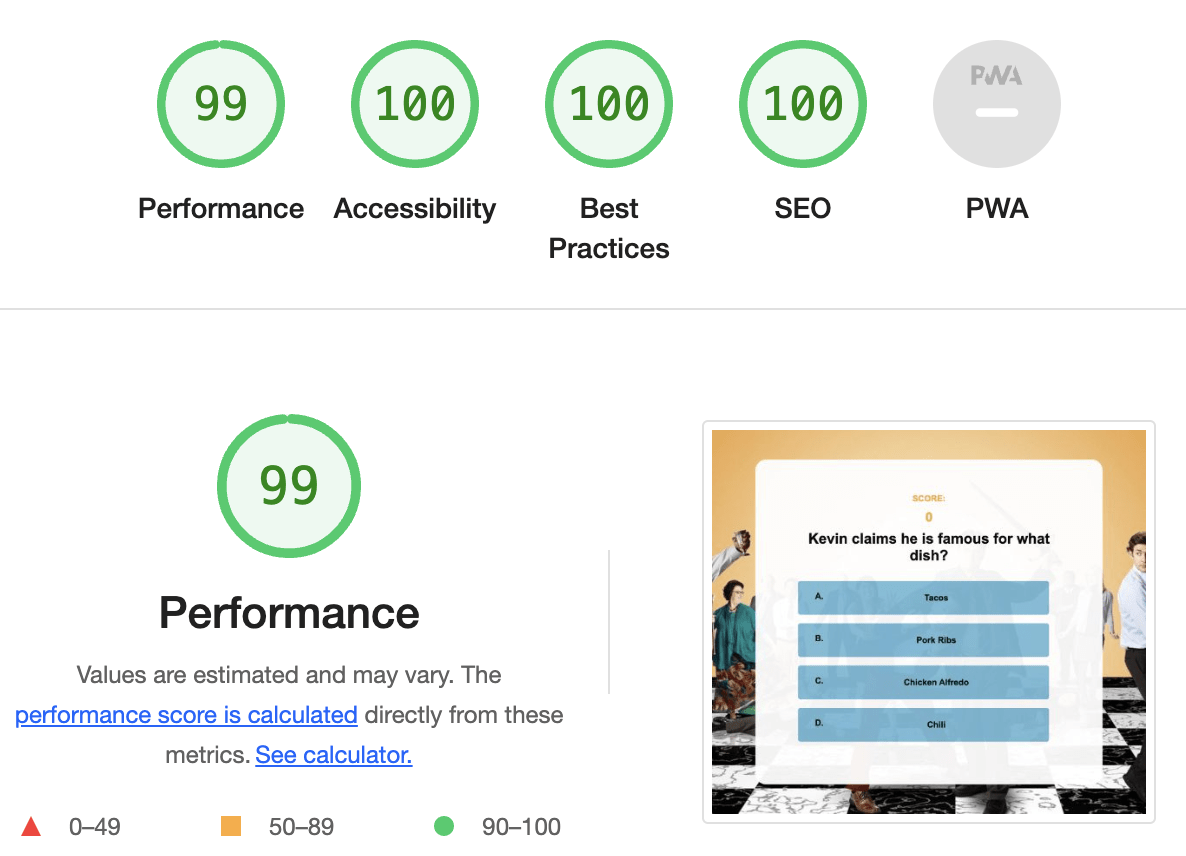 99
100
100
100
PWA
Performance
Accessibility
Best
Practices
SEO
PWA
99
Performance
Values are estimated and may vary. The
performance score is calculated directly from these
metrics. See calculator.
0–49
50–89
90–100
SCORE:
0
Kevin claims he is famous for what
dish?
A. Tacos
B. Pork Ribs
C. Chicken Alfredo
D. Chili